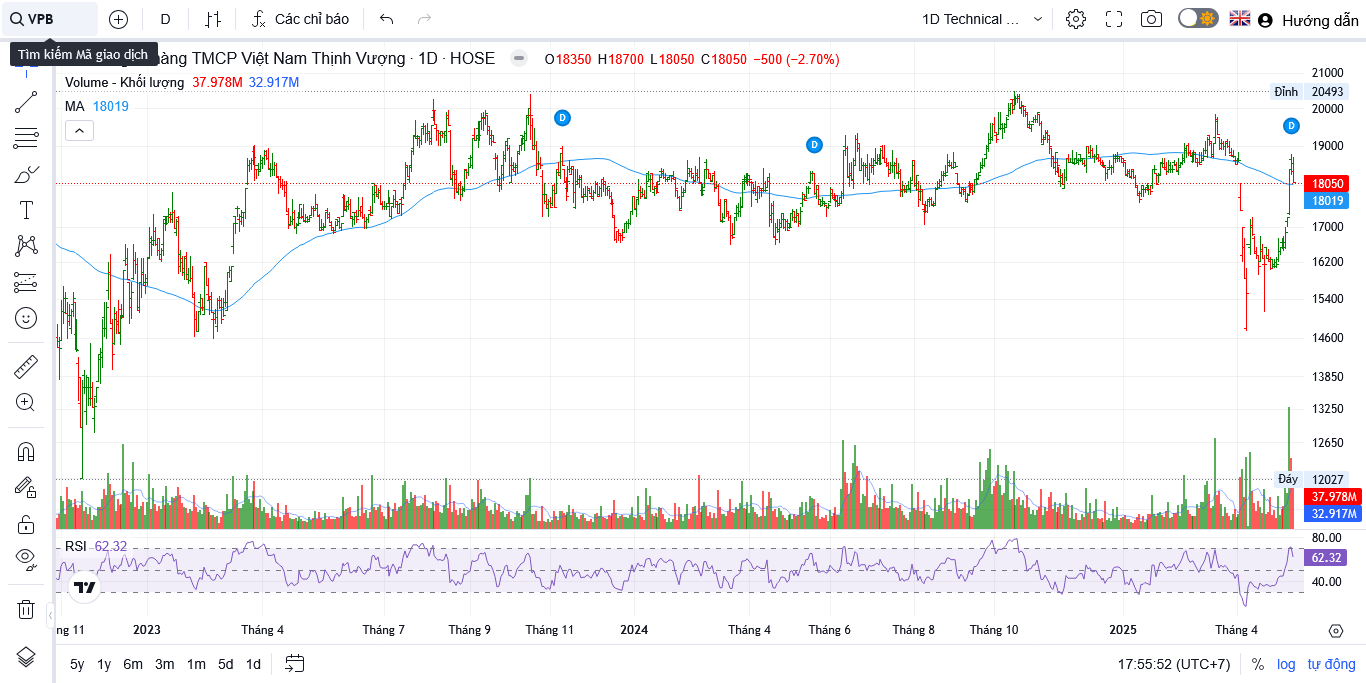 VPB
D
Các chỉ báo
1D Technical ...
Hướng dẫn
Tìm kiếm Mã giao dịch
hàng TMCP Việt Nam Thịnh Vượng · 1D · HOSE
O18350 H18700 L18050 C18050 −500 (−2.70%)
Volume - Khối lượng 37.978M 32.917M
MA 18019
21000
Đỉnh 20493
20000
19000
18050
18019
17000
16200
15400
14600
13850
13250
12650
Đáy 12027
37.978M
32.917M
D
D
D
RSI 62.32
80.00
62.32
40.00
ng 11 2023 Tháng 4 Tháng 7 Tháng 9 Tháng 11 2024 Tháng 4 Tháng 6 Tháng 8 Tháng 10 2025 Tháng 4
5y 1y 6m 3m 1m 5d 1d
17:55:52 (UTC+7) % log tự động